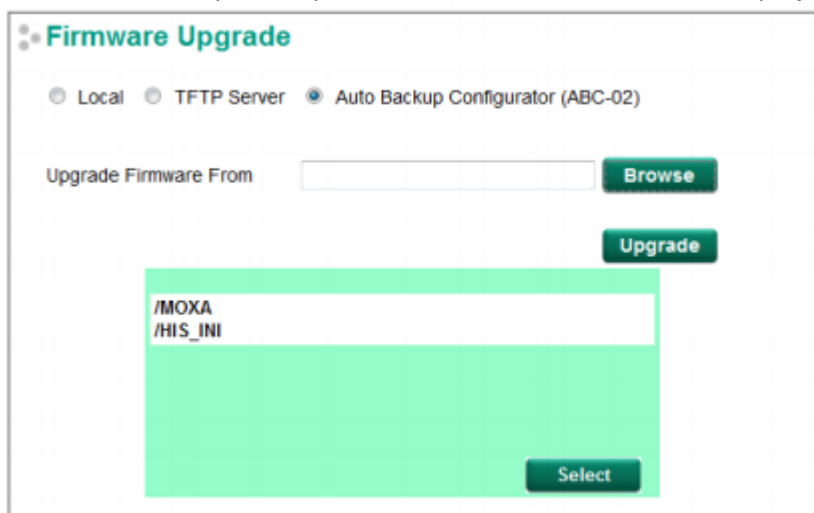 Firmware Upgrade
Local TFTP Server Auto Backup Configurator (ABC-02)
Upgrade Firmware From Browse
Upgrade
/MOXA
/HIS_INI
Select